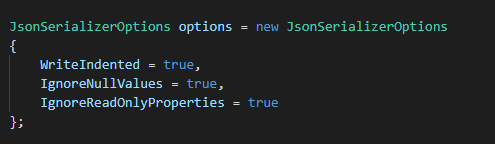 JsonSerializerOptions options = new JsonSerializerOptions
{
    WriteIndented = true,
    IgnoreNullValues = true,
    IgnoreReadOnlyProperties = true
};